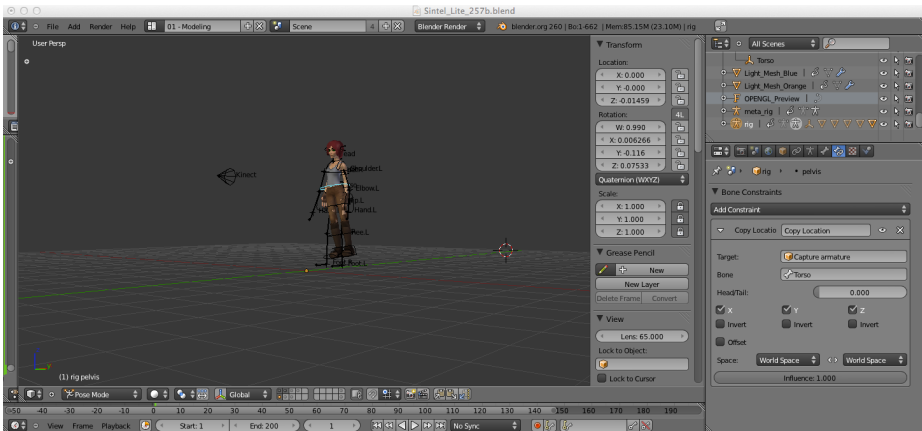 Sintel_Lite_257b.blend
File Add Render Help 01 - Modeling Scene 4 Blender Render blender.org 260 | Bo:1-662 | Mem:85.15M (23.10M) | rig
User Persp
Kinect
Elbow.L
Hand.L
(1) rig pelvis
Pose Mode Global
-50 -40 -30 -20 -10 0 10 20 30 40 50 60 70 80 90 100 110 120 130 140 150 160 170 180 190
View Frame Playback Start: 1 End: 200 1 No Sync
Transform
Location:
X: 0.000
Y: -0.000
Z: -0.01459
Rotation: 4L
W: 0.990
X: 0.006266
Y: -0.116
Z: 0.07533
Quaternion (WXYZ)
Scale:
X: 1.000
Y: 1.000
Z: 1.000
Grease Pencil
New
New Layer
Delete Frame Convert
View
Lens: 65.000
Lock to Object:
Lock to Cursor
All Scenes
Torso
Light_Mesh_Blue
Light_Mesh_Orange
OPENGL_Preview
meta_rig
rig
rig pelvis
Bone Constraints
Add Constraint
Copy Locatio Copy Location
Target: Capture armature
Bone Torso
Head/Tail: 0.000
X Y Z
Invert Invert Invert
Offset
Space: World Space World Space
Influence: 1.000